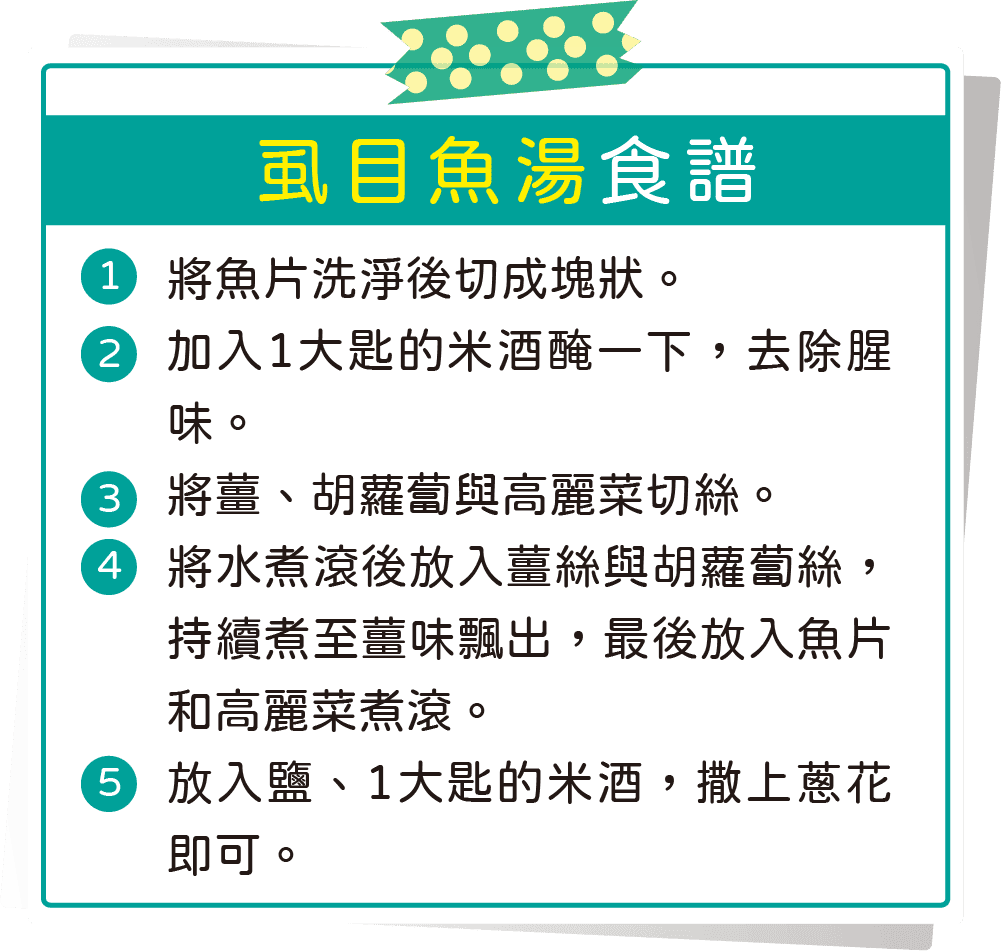 虱目魚湯食譜
1 將魚片洗淨後切成塊狀。
2 加入1大匙的米酒醃一下，去除腥
味。
3 將薑、胡蘿蔔與高麗菜切絲。
4 將水煮滾後放入薑絲與胡蘿蔔絲，
持續煮至薑味飄出，最後放入魚片
和高麗菜煮滾。
5 放入鹽、1大匙的米酒，撒上蔥花
即可。